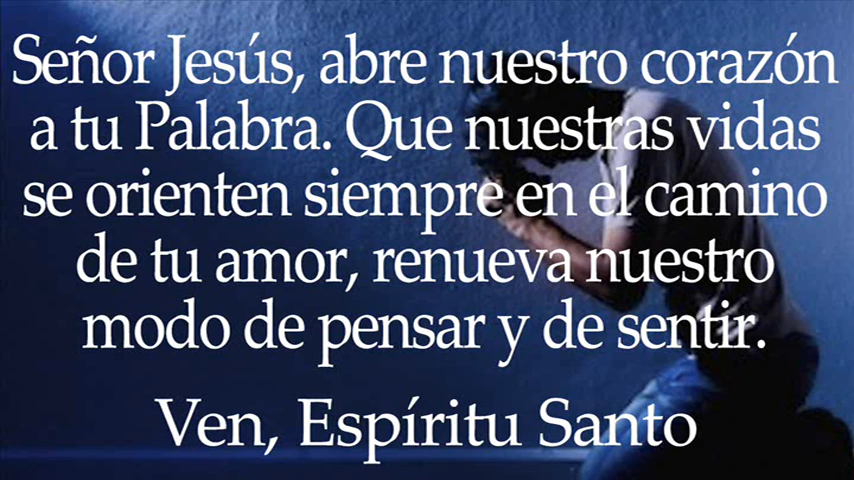 Señor Jesús, abre nuestro corazón
a tu Palabra. Que nuestras vidas
se orienten siempre en el camino
de tu amor, renueva nuestro
modo de pensar y de sentir.
Ven, Espíritu Santo